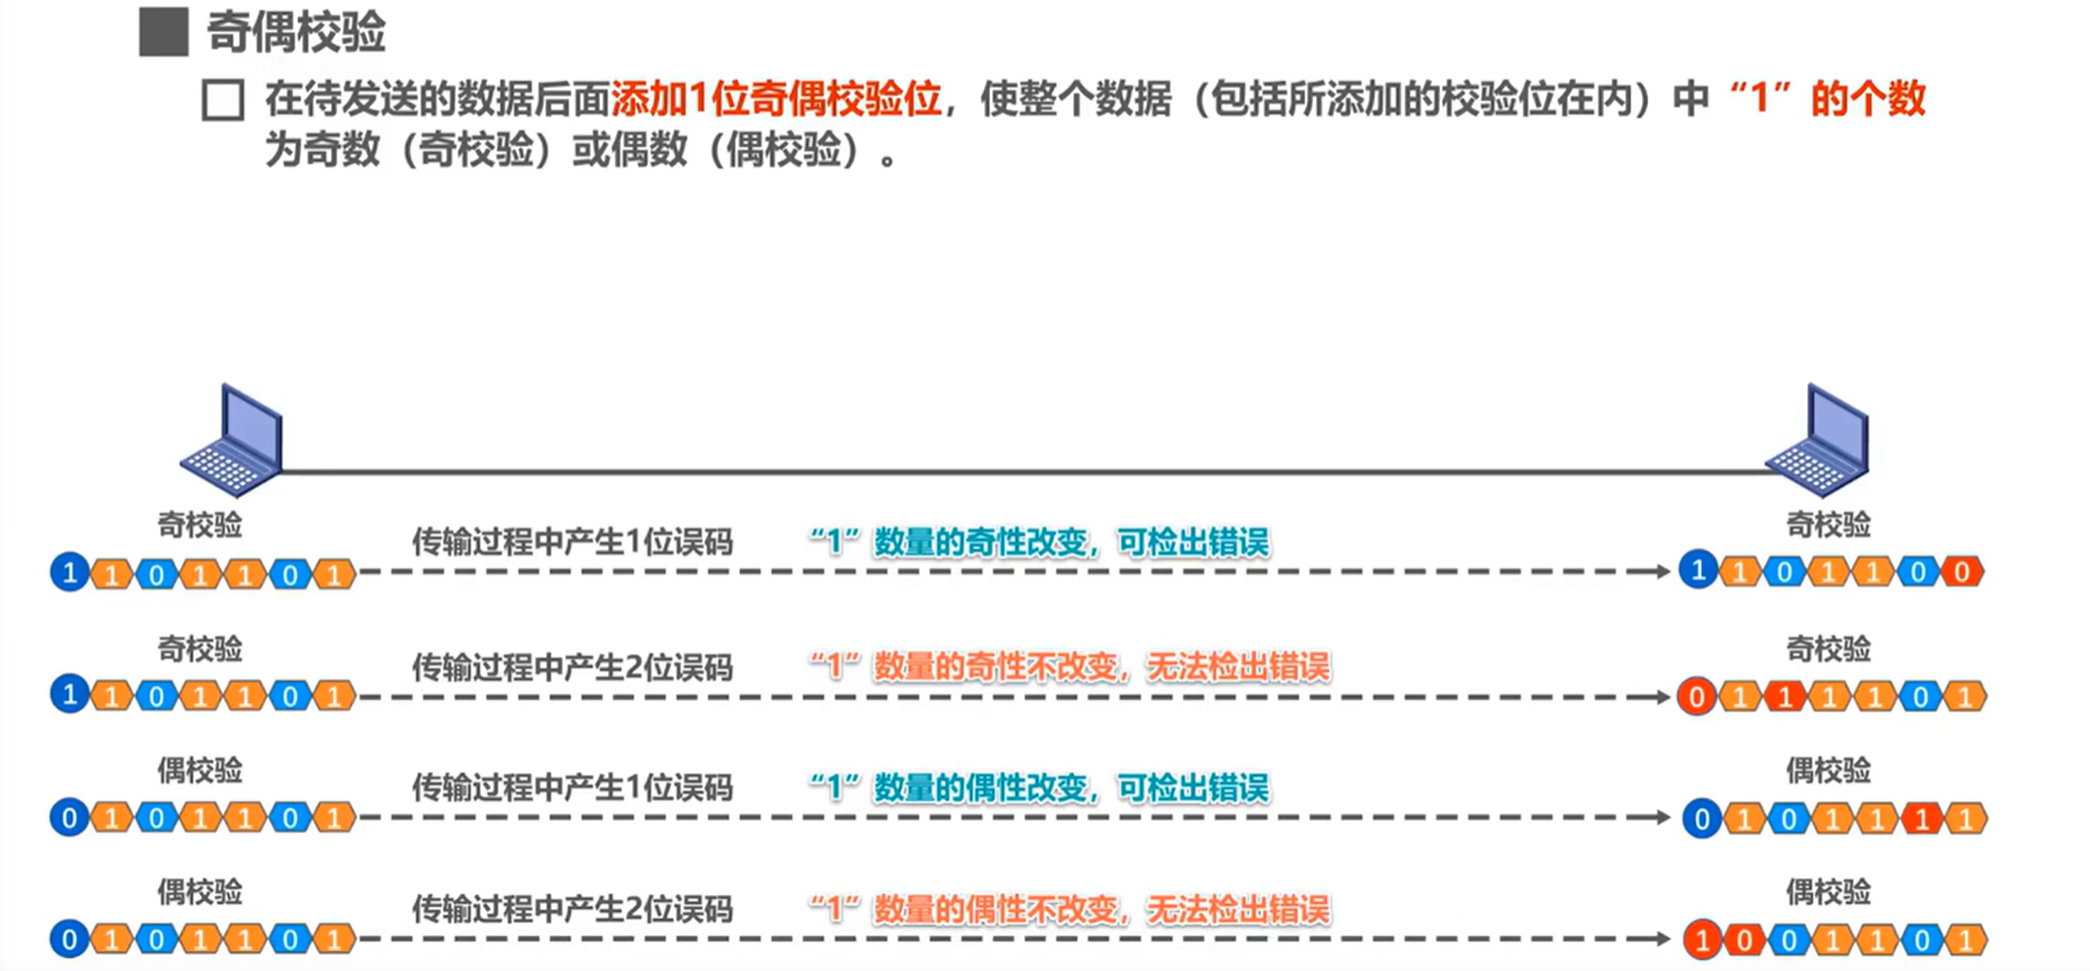 奇偶校验
在待发送的数据后面添加1位奇偶校验位，使整个数据（包括所添加的校验位在内）中“1”的个数
为奇数（奇校验）或偶数（偶校验）。
奇校验
奇校验
传输过程中产生1位误码 “1”数量的奇性改变，可检出错误
1 1 0 1 1 0 1
1 1 0 1 1 0 0
奇校验
奇校验
传输过程中产生2位误码 “1”数量的奇性不改变，无法检出错误
1 1 0 1 1 0 1
0 1 1 1 1 0 1
偶校验
偶校验
传输过程中产生1位误码 “1”数量的偶性改变，可检出错误
0 1 0 1 1 0 1
0 1 0 1 1 1 1
偶校验
偶校验
传输过程中产生2位误码 “1”数量的偶性不改变，无法检出错误
0 1 0 1 1 0 1
1 0 0 1 1 0 1